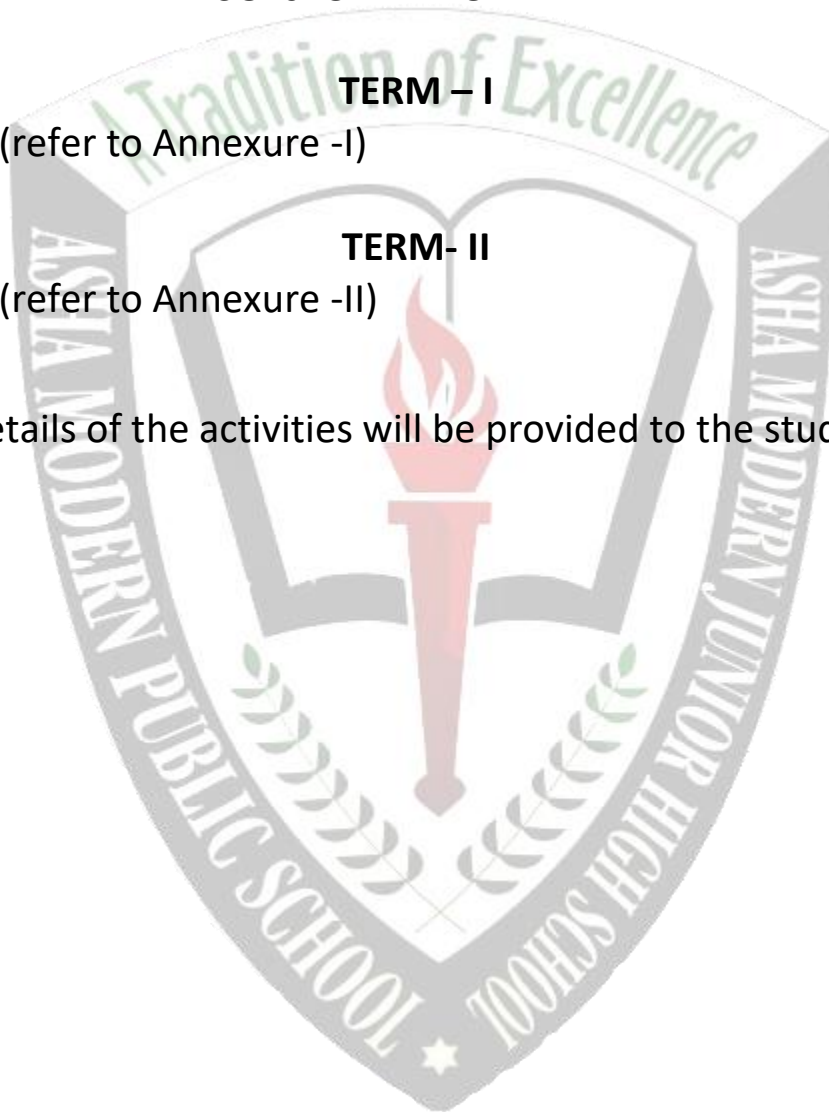 A Tradition of Excellence
TERM – I
(refer to Annexure -I)
TERM- II
(refer to Annexure -II)
etails of the activities will be provided to the stud
ASHA MODERN PUBLIC SCHOOL
ASHA MODERN JUNIOR HIGH SCHOOL